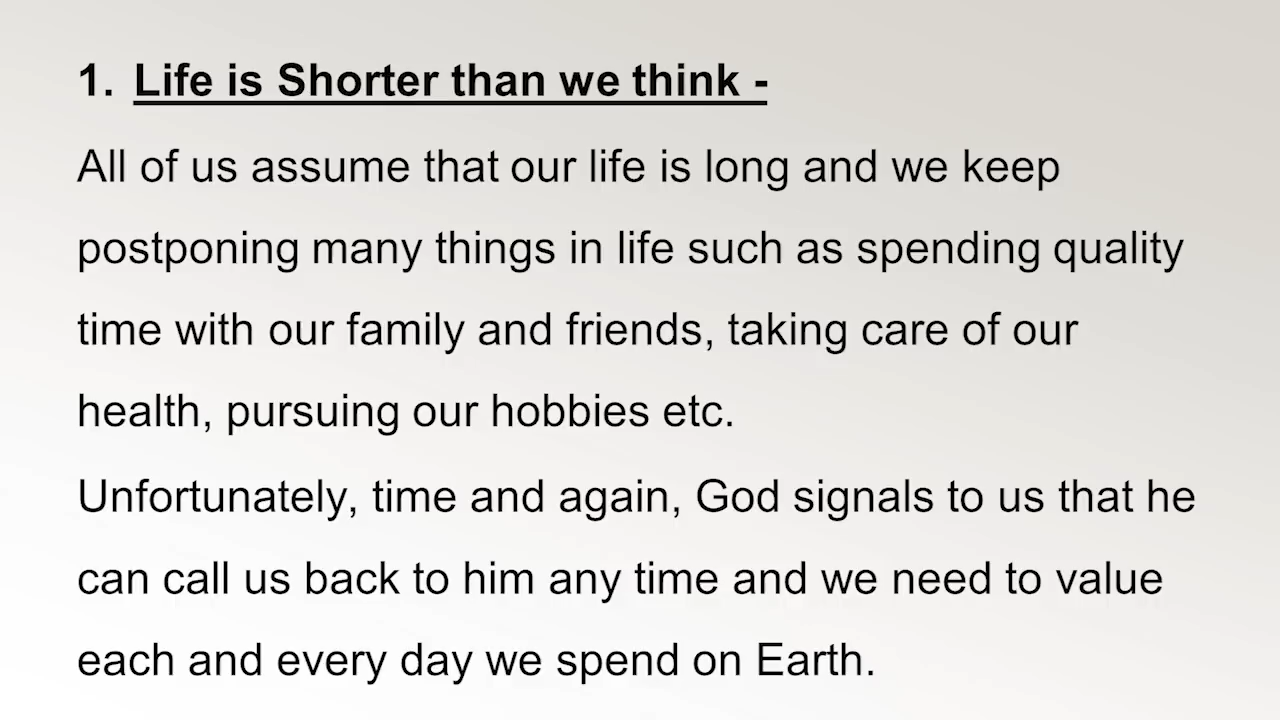 1. Life is Shorter than we think -
All of us assume that our life is long and we keep
postponing many things in life such as spending quality
time with our family and friends, taking care of our
health, pursuing our hobbies etc.
Unfortunately, time and again, God signals to us that he
can call us back to him any time and we need to value
each and every day we spend on Earth.